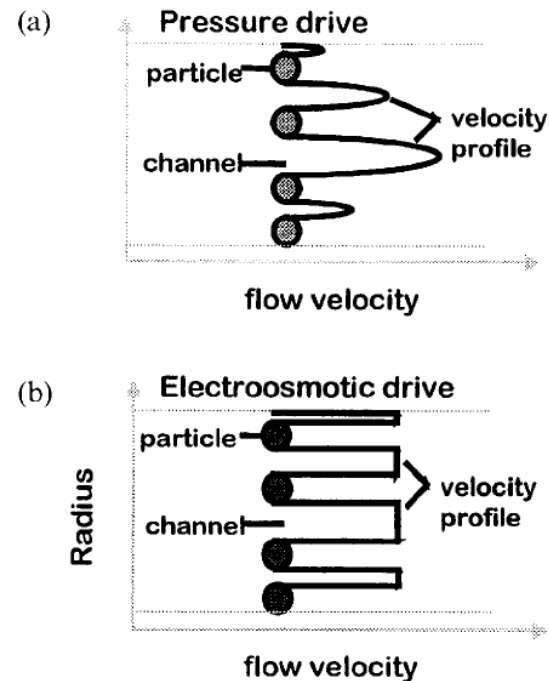 (a)
Pressure drive
particle
velocity
profile
channel
flow velocity
(b)
Electroosmotic drive
particle
velocity
profile
channel
Radius
flow velocity